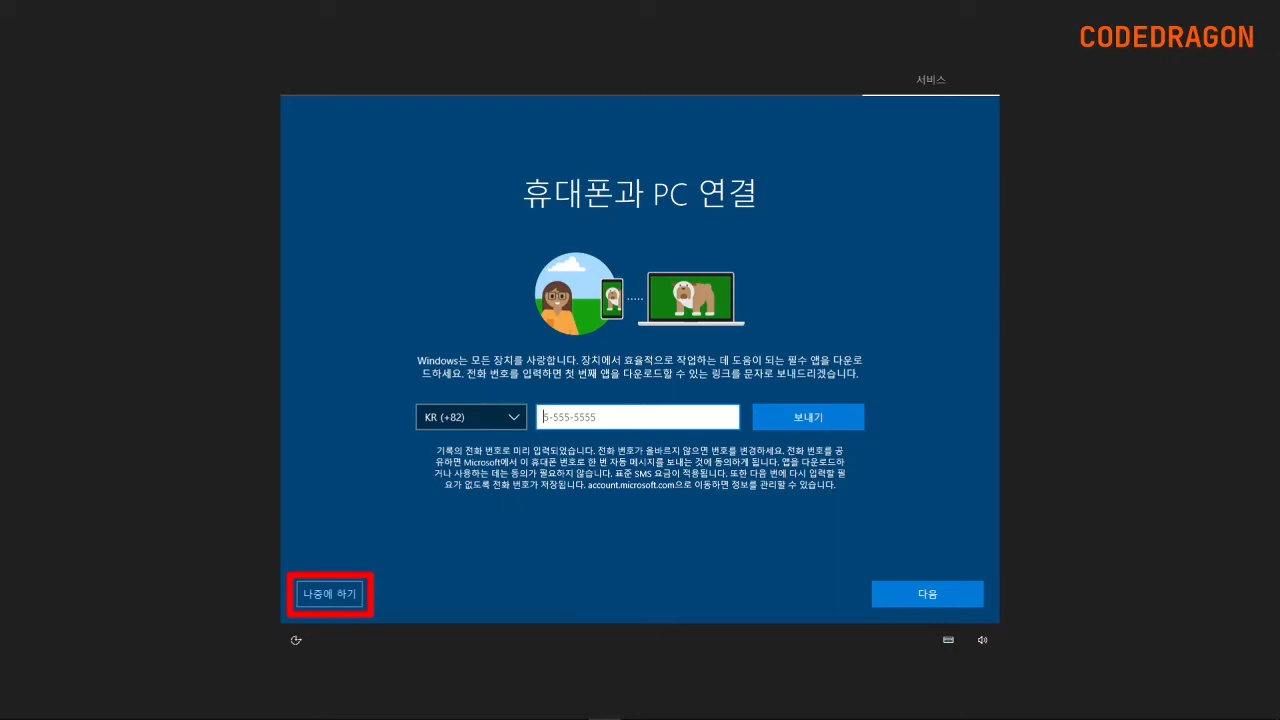 CODEDRAGON
서비스
휴대폰과 PC 연결
Windows는 모든 장치를 사랑합니다. 장치에서 효율적으로 작업하는 데 도움이 되는 필수 앱을 다운로
드하세요. 전화 번호를 입력하면 첫 번째 앱을 다운로드할 수 있는 링크를 문자로 보내드리겠습니다.
KR (+82)
5-555-5555
보내기
기록의 전화 번호로 미리 입력되었습니다. 전화 번호가 올바르지 않으면 번호를 변경하세요. 전화 번호를 공
유하면 Microsoft에서 이 휴대폰 번호로 한 번 자동 메시지를 보내는 것에 동의하게 됩니다. 앱을 다운로드하
거나 사용하는 데는 동의가 필요하지 않습니다. 표준 SMS 요금이 적용됩니다. 또한 다음 번에 다시 입력할 필
요가 없도록 전화 번호가 저장됩니다. account.microsoft.com으로 이동하면 정보를 관리할 수 있습니다.
나중에 하기
다음